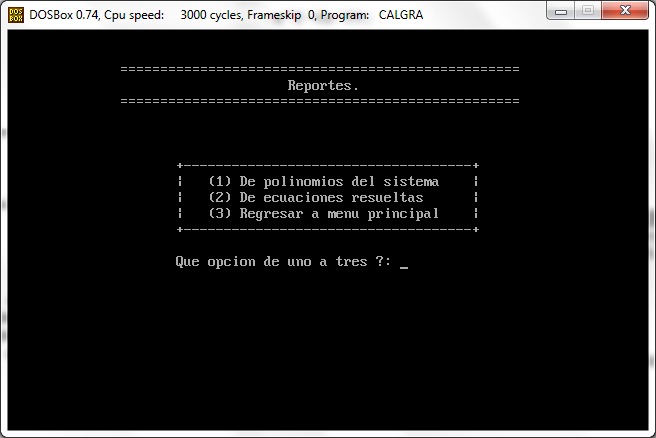 DOSBox 0.74, Cpu speed:    3000 cycles, Frameskip  0, Program:   CALGRA
==================================================
Reportes.
==================================================
+------------------------------------+
¦   (1) De polinomios del sistema    ¦
¦   (2) De ecuaciones resueltas      ¦
¦   (3) Regresar a menu principal    ¦
+------------------------------------+
Que opcion de uno a tres ?: _